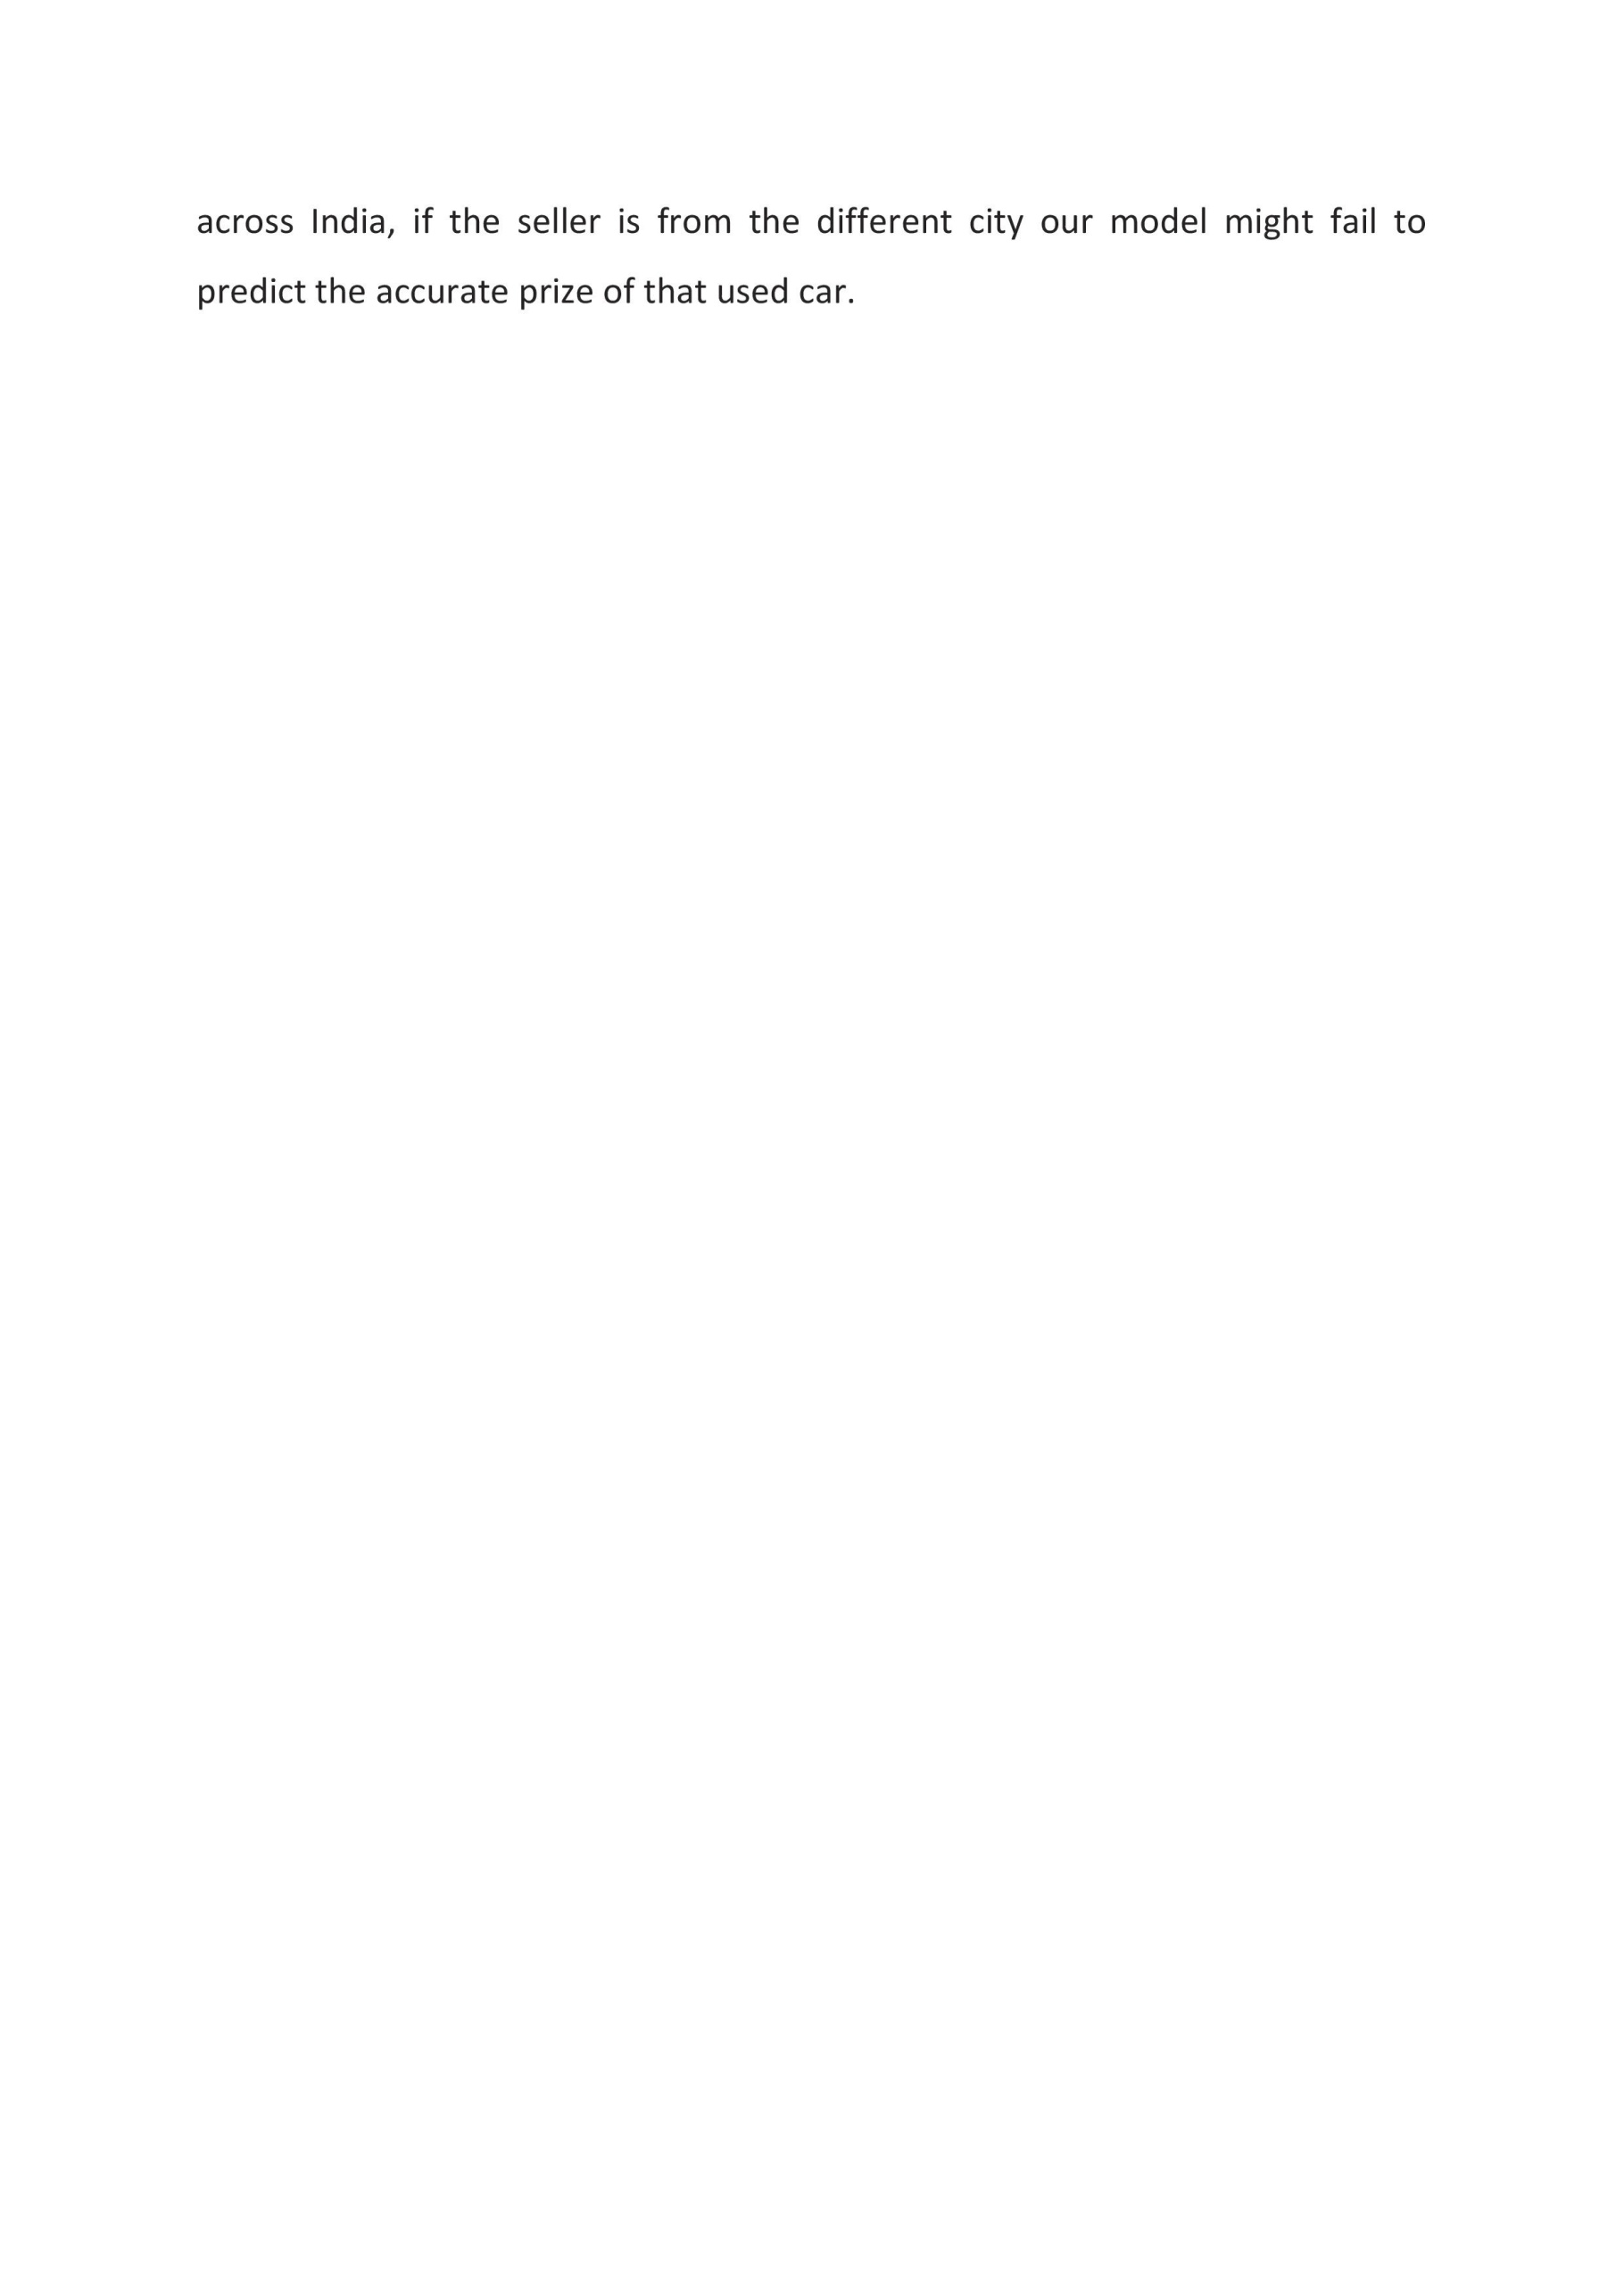 across India, if the seller is from the different city our model might fail to
predict the accurate prize of that used car.